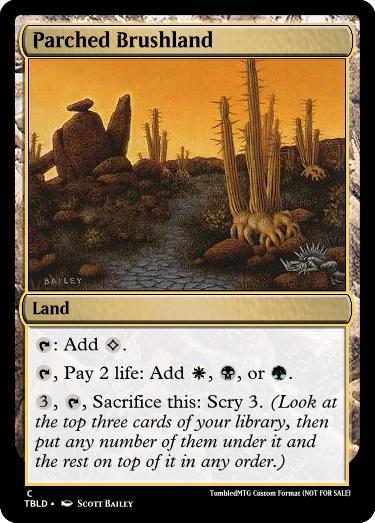 Parched Brushland
BAILEY
Land
: Add .
, Pay 2 life: Add , , or .
3, , Sacrifice this: Scry 3. (Look at
the top three cards of your library, then
put any number of them under it and
the rest on top of it in any order.)
C
TBLD • Scott Bailey
TumbledMTG Custom Format (NOT FOR SALE)